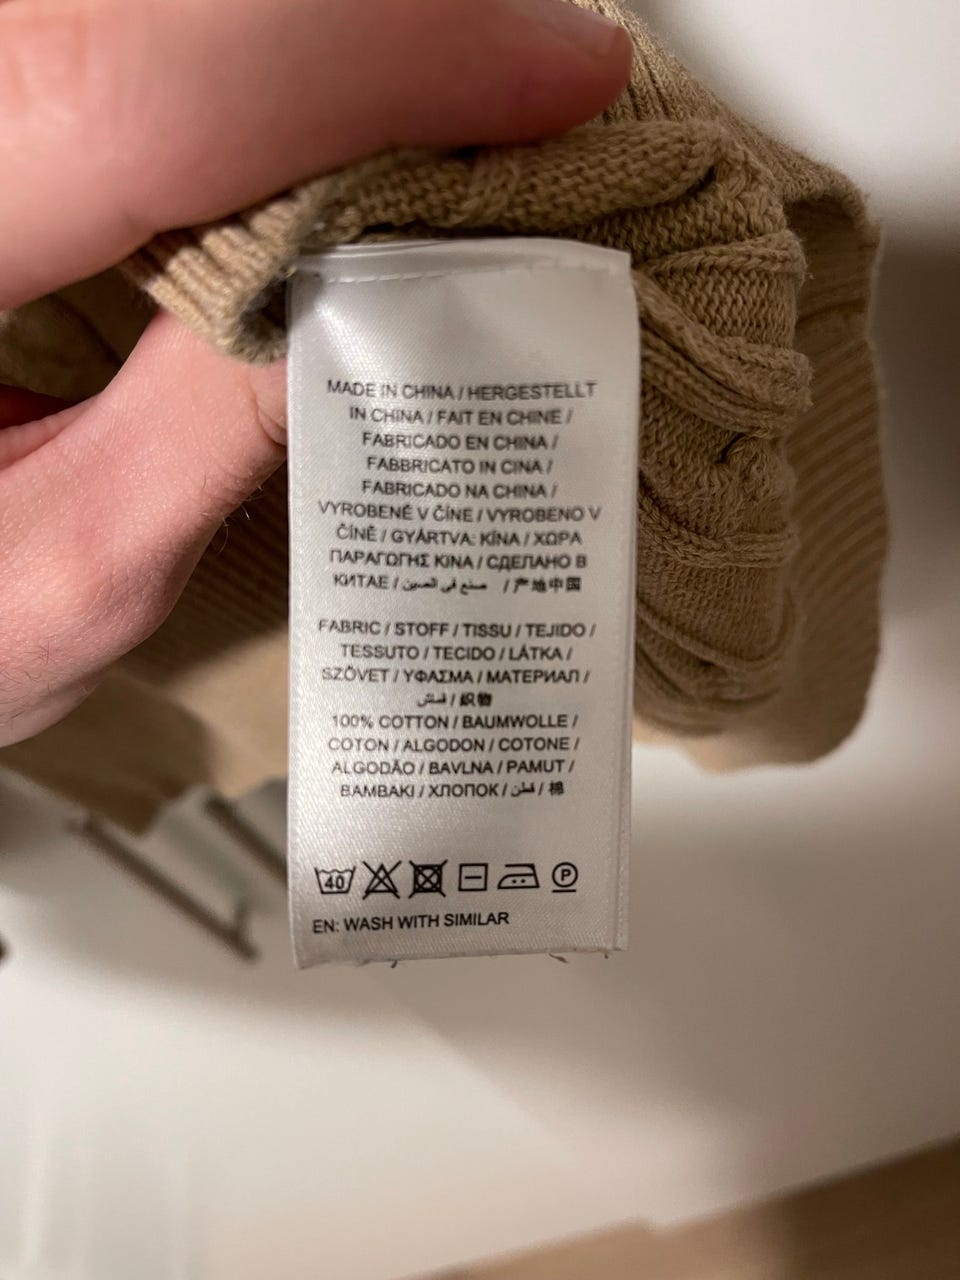 MADE IN CHINA / HERGESTELLT
IN CHINA / FAIT EN CHINE /
FABRICADO EN CHINA /
FABBRICATO IN CINA /
FABRICADO NA CHINA /
VYROBENÉ V ČÍNE / VYROBENO V
ČÍNĚ / GYÁRTVA: KÍNA / ΧΩΡΑ
ΠΑΡΑΓΩΓΗΣ ΚΙΝΑ / СДЕЛАНО В
КИТАЕ / صنع في الصين / 产地中国
FABRIC / STOFF / TISSU / TEJIDO /
TESSUTO / TECIDO / LÁTKA /
SZÖVET / ΥΦΑΣΜΑ / МАТЕРИАЛ /
قماش / 織物
100% COTTON / BAUMWOLLE /
COTON / ALGODON / COTONE /
ALGODÃO / BAVLNA / PAMUT /
BAMBAKI / ХЛОПОК / قطن / 棉
40 P
EN: WASH WITH SIMILAR